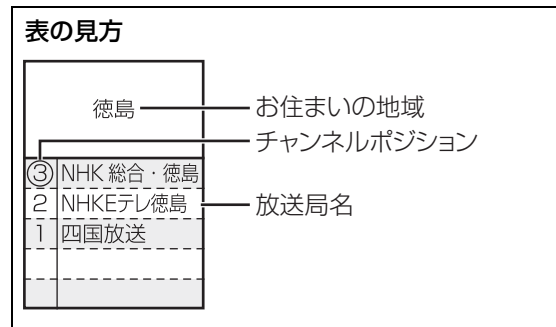 表の見方
徳島
お住まいの地域
チャンネルポジション
③ NHK 総合・徳島
2 NHKEテレ徳島
放送局名
1 四国放送